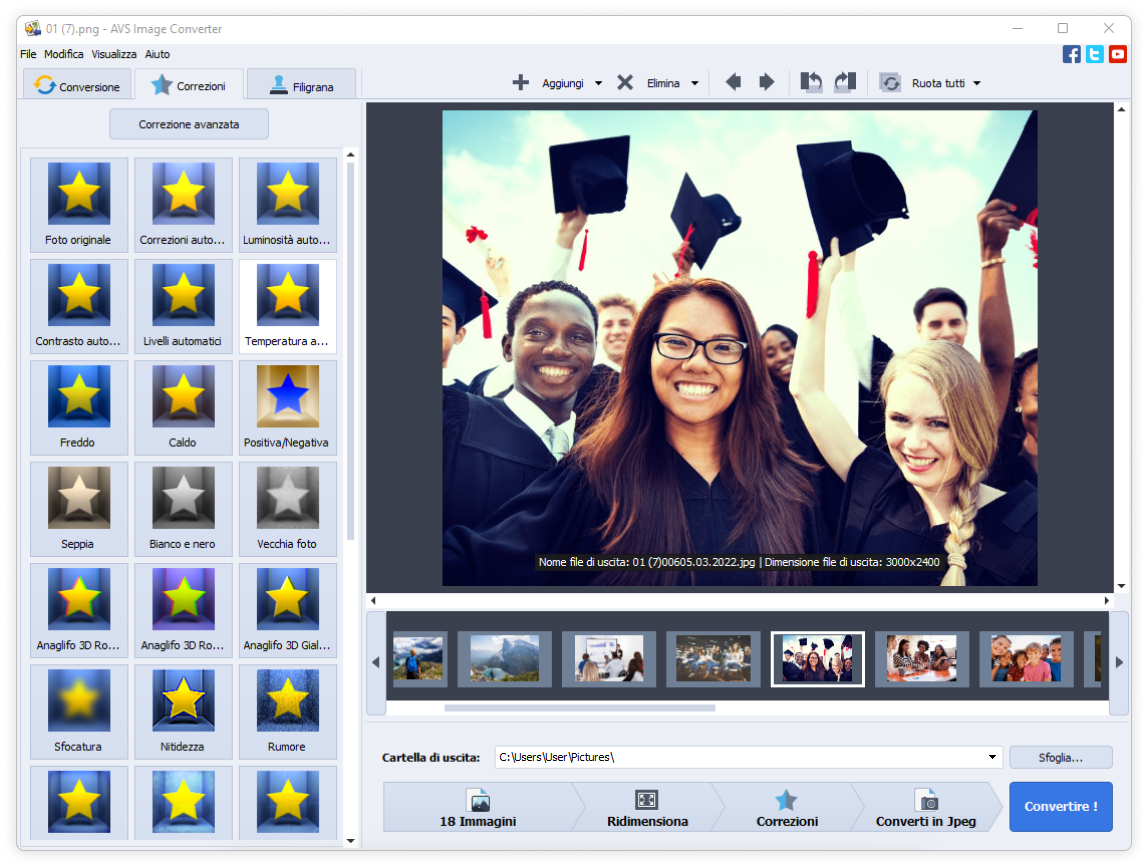 01 (7).png - AVS Image Converter
File Modifica Visualizza Aiuto
Conversione Correzioni Filigrana
Aggiungi Elimina Ruota tutti
Correzione avanzata
Foto originale Correzioni auto... Luminosità auto...
Contrasto auto... Livelli automatici Temperatura a...
Freddo Caldo Positiva/Negativa
Seppia Bianco e nero Vecchia foto
Anaglifo 3D Ro... Anaglifo 3D Ro... Anaglifo 3D Gial...
Sfocatura Nitidezza Rumore
Nome file di uscita: 01 (7)00605.03.2022.jpg | Dimensione file di uscita: 3000x2400
Cartella di uscita: C:\Users\User\Pictures\ Sfoglia...
18 Immagini Ridimensiona Correzioni Converti in Jpeg Convertire !